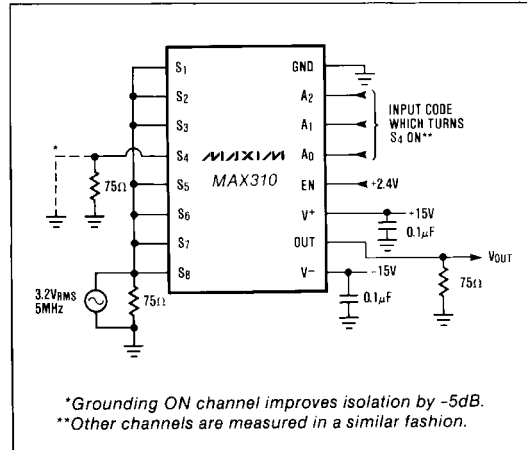 S1
S2
S3
S4
S5
S6
S7
S8
MAXIM
MAX310
GND
A2
A1
A0
EN
V+
OUT
V-
INPUT CODE
WHICH TURNS
S4 ON**
+2.4V
+15V
0.1μF
VOUT
-15V
0.1μF
75Ω
*
75Ω
3.2VRMS
5MHz
75Ω
*Grounding ON channel improves isolation by -5dB.
**Other channels are measured in a similar fashion.